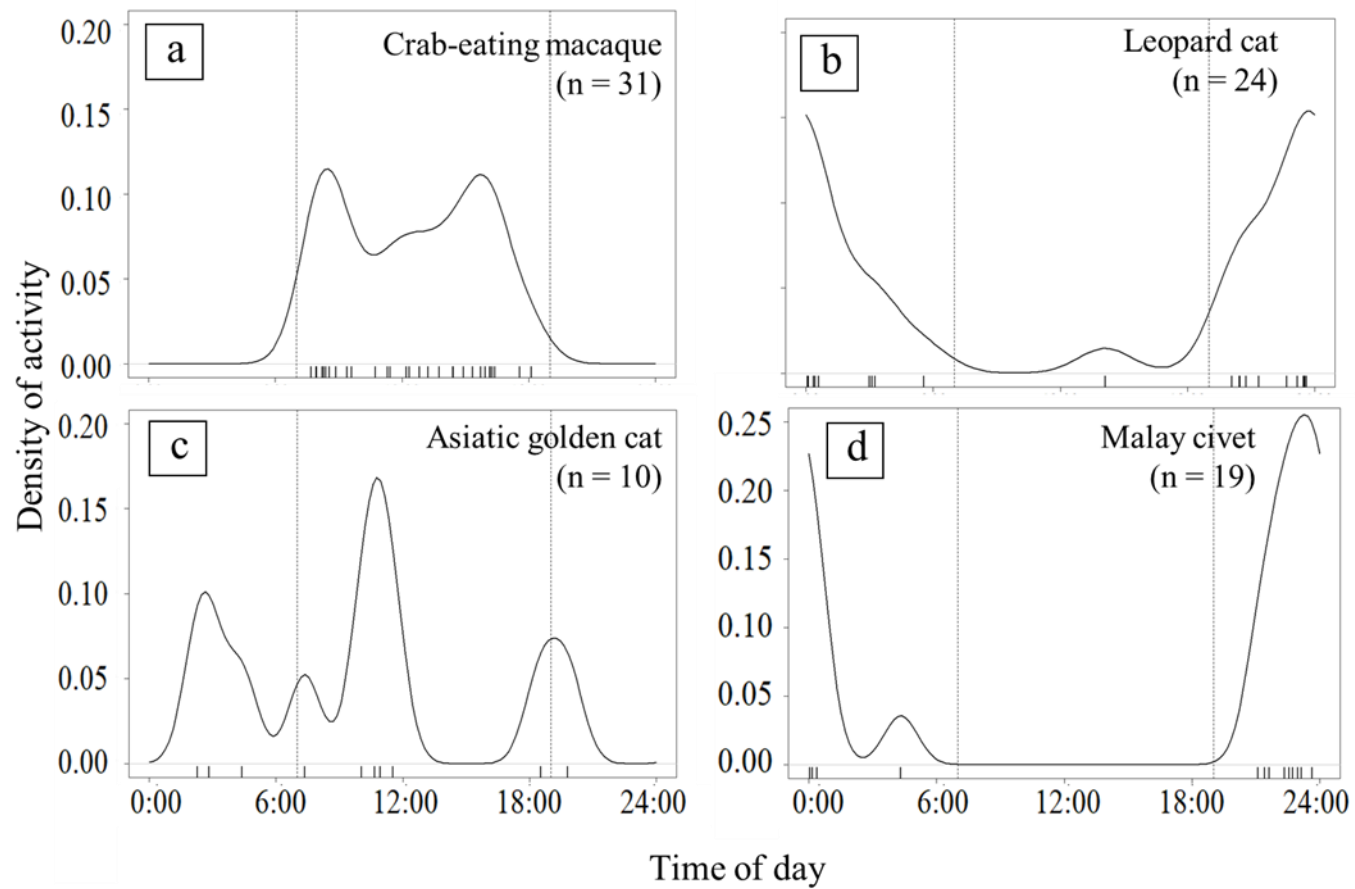 a
Crab-eating macaque
(n = 31)
0.20
0.15
0.10
0.05
0.00
b
Leopard cat
(n = 24)
c
Asiatic golden cat
(n = 10)
0.20
0.15
0.10
0.05
0.00
0:00 6:00 12:00 18:00 24:00
d
Malay civet
(n = 19)
0.25
0.20
0.15
0.10
0.05
0.00
0:00 6:00 12:00 18:00 24:00
Density of activity
Time of day